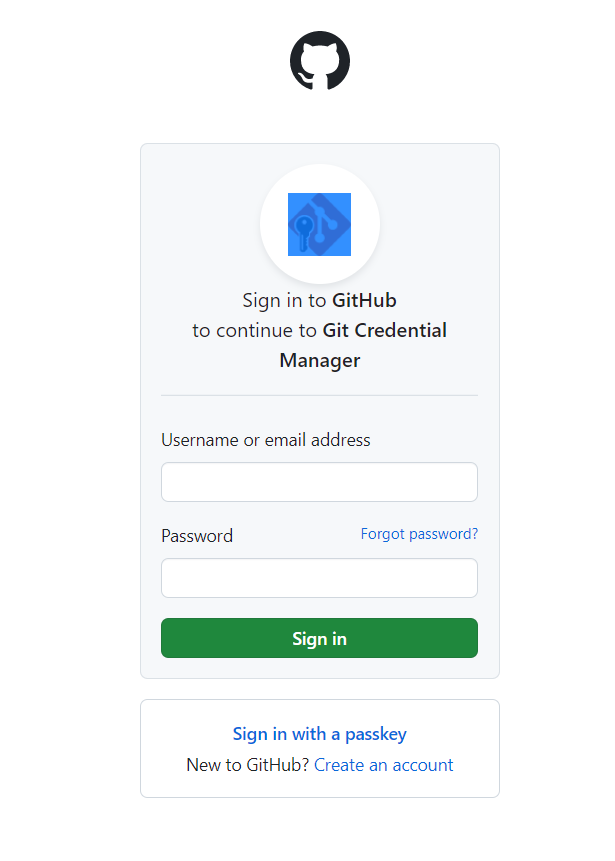 Sign in to GitHub
to continue to Git Credential
Manager
Username or email address
Password Forgot password?
Sign in
Sign in with a passkey
New to GitHub? Create an account